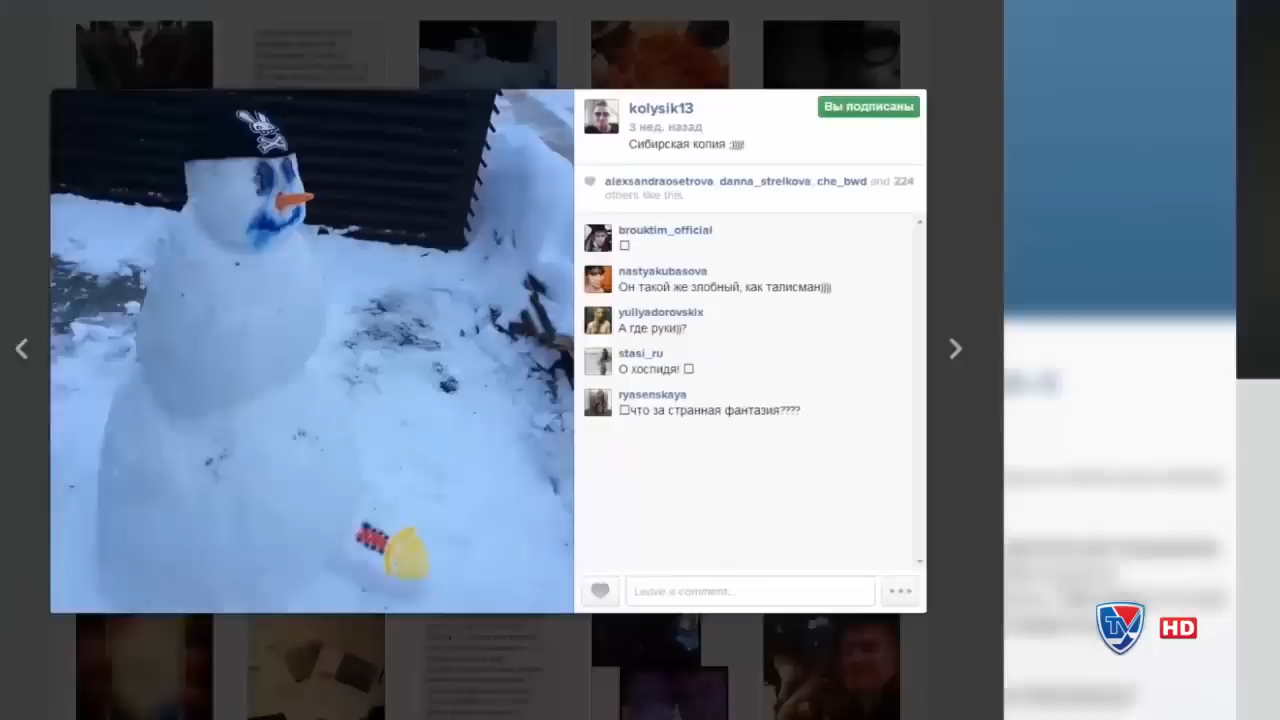 kolysik13
Вы подписаны
3 нед. назад
Сибирская копия ;))))!
alexsandraosetrova, danna_strelkova, che_bwd and 224
others like this.
brouktim_official
nastyakubasova
Он такой же злобный, как талисман))))
yuliyadorovskix
А где руки))?
stasi_ru
О хоспидя!
ryasenskaya
что за странная фантазия????
Leave a comment...
TV HD